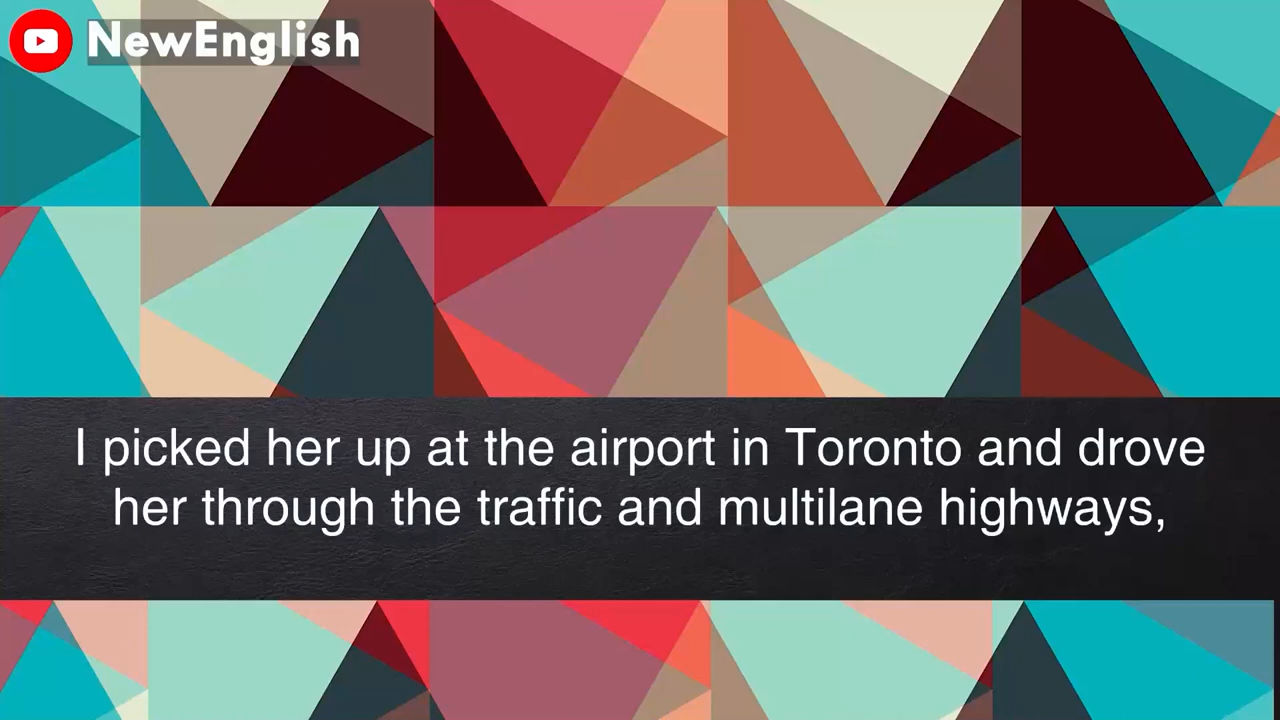 NewEnglish
I picked her up at the airport in Toronto and drove
her through the traffic and multilane highways,